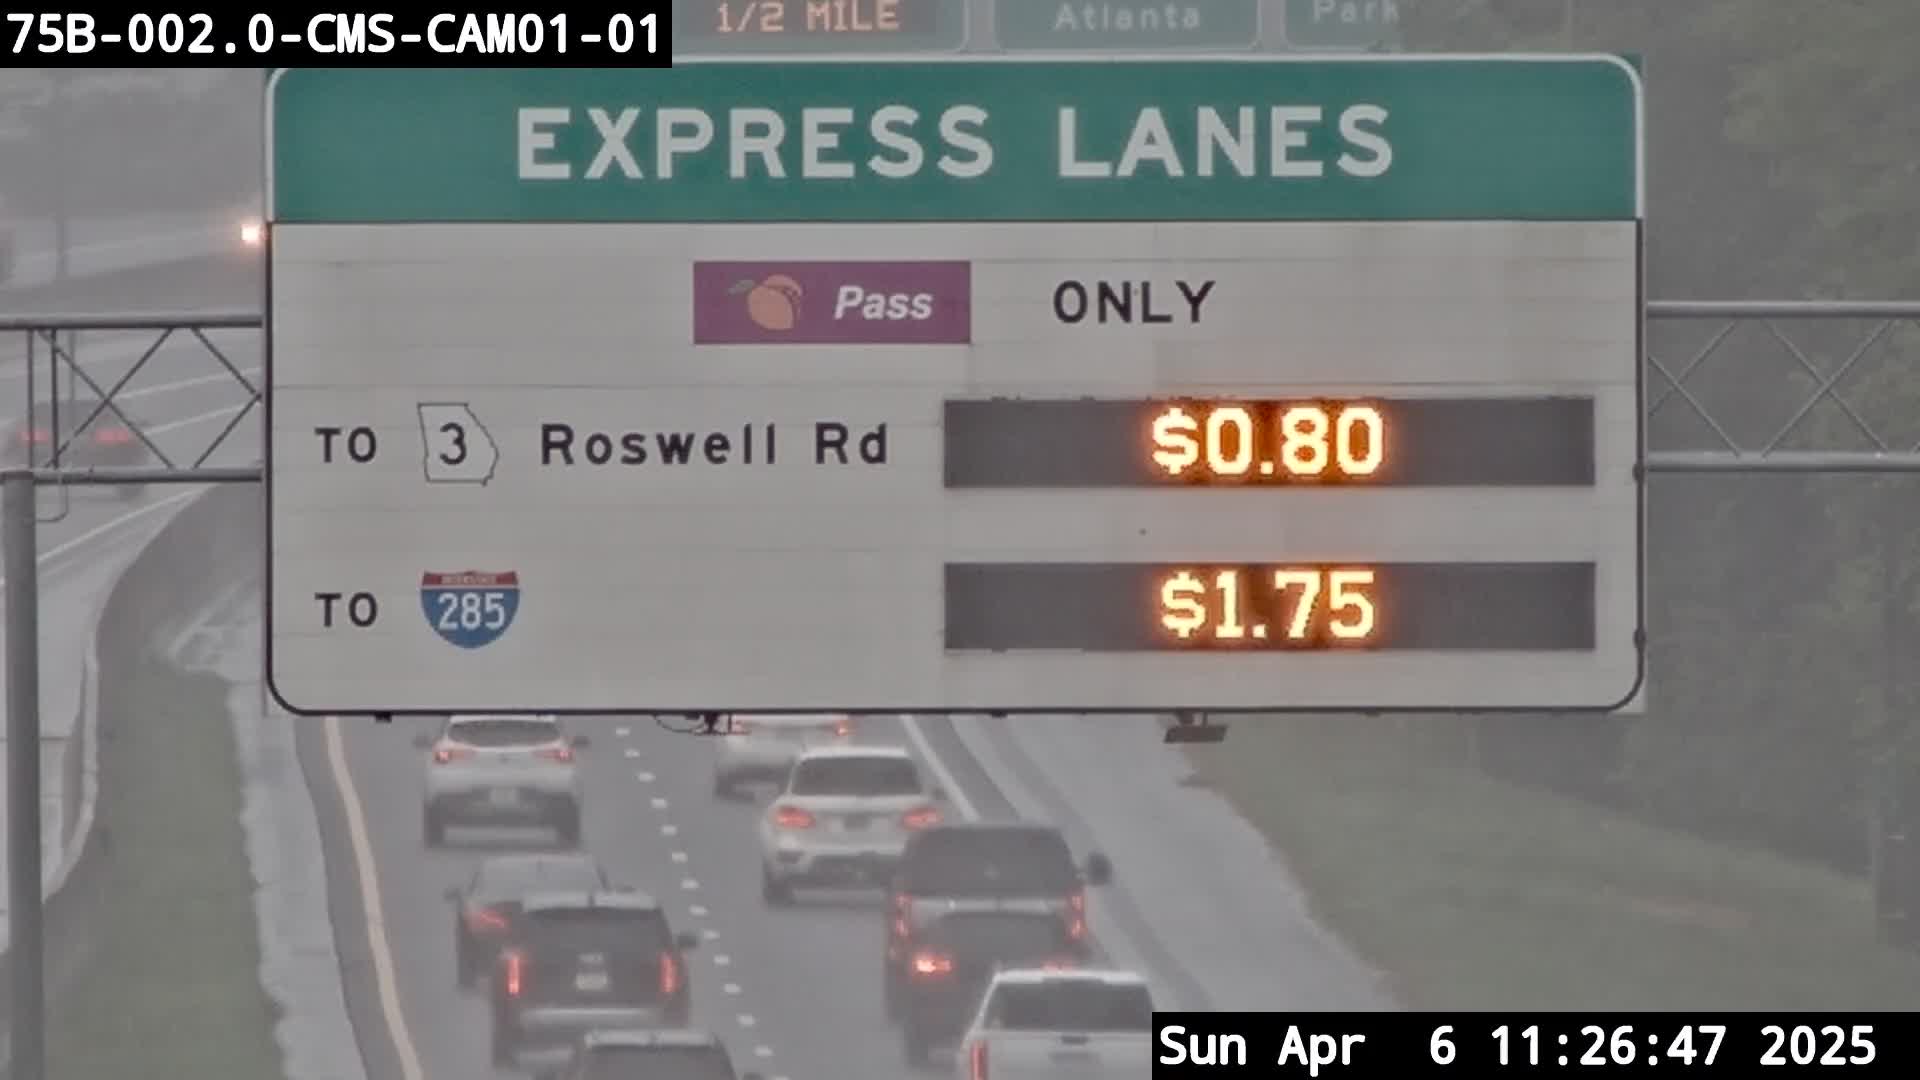 75B-002.0-CMS-CAM01-01
1/2 MILE
Atlanta
Park
EXPRESS LANES
Pass ONLY
TO 3 Roswell Rd $0.80
TO INTERSTATE 285 $1.75
Sun Apr 6 11:26:47 2025